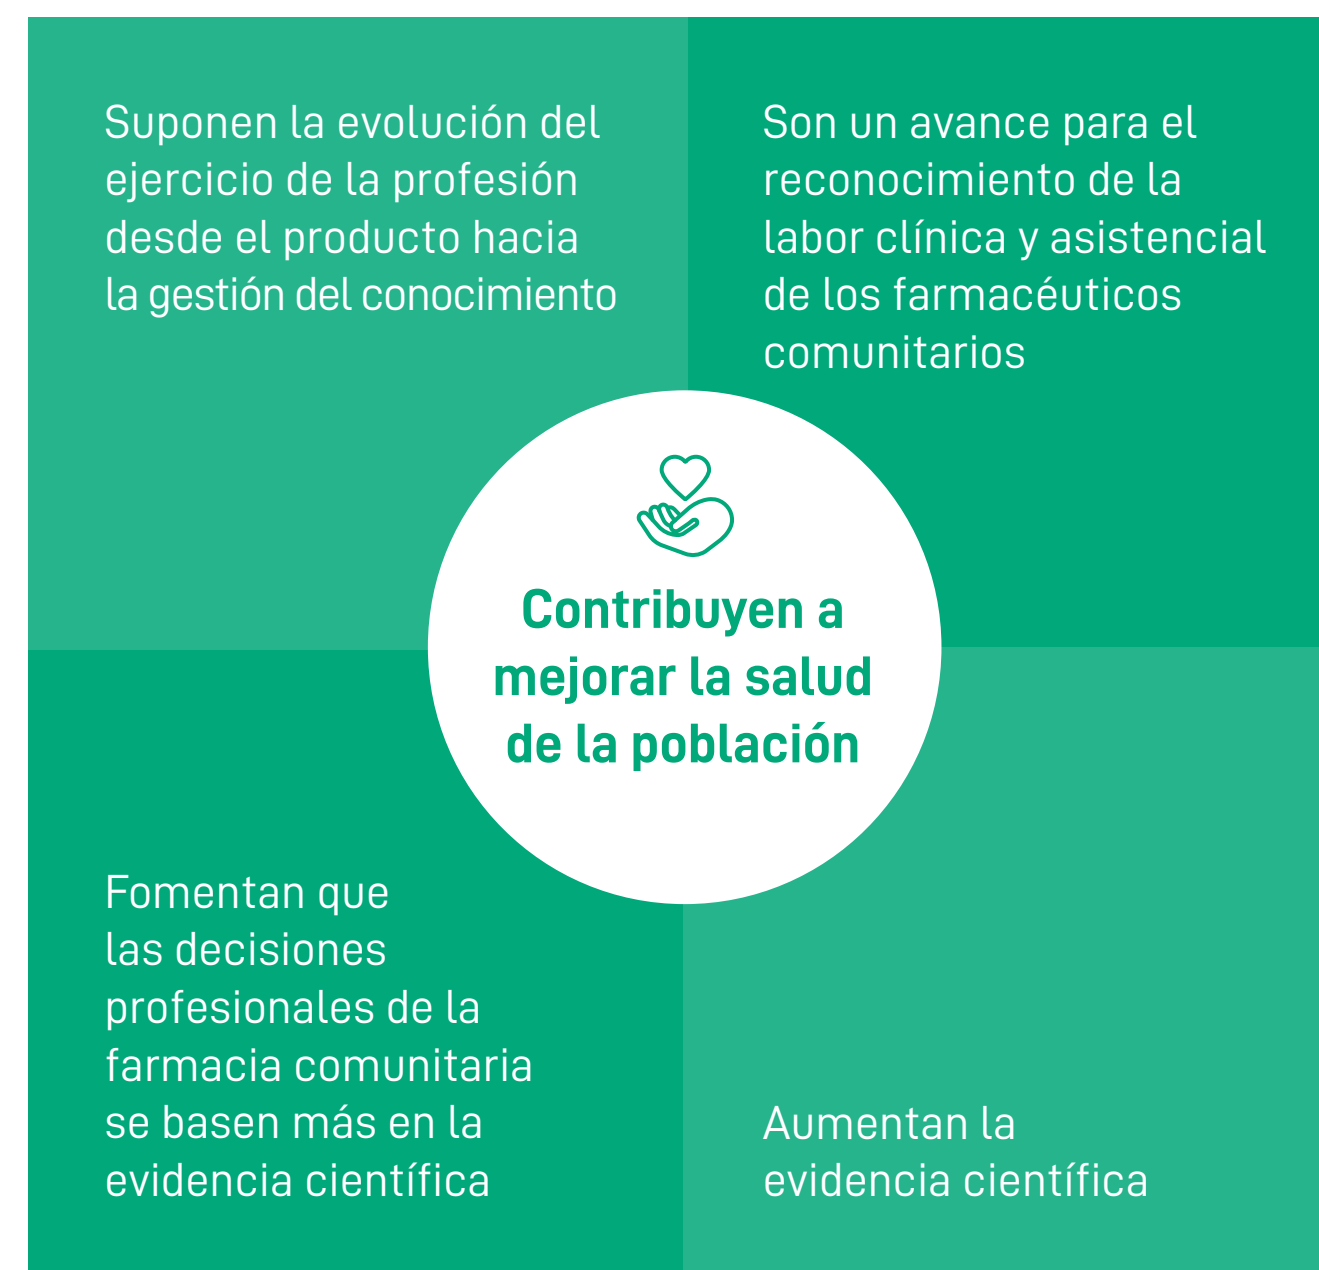 Suponen la evolución del
ejercicio de la profesión
desde el producto hacia
la gestión del conocimiento
Son un avance para el
reconocimiento de la
labor clínica y asistencial
de los farmacéuticos
comunitarios
Contribuyen a
mejorar la salud
de la población
Fomentan que
las decisiones
profesionales de la
farmacia comunitaria
se basen más en la
evidencia científica
Aumentan la
evidencia científica